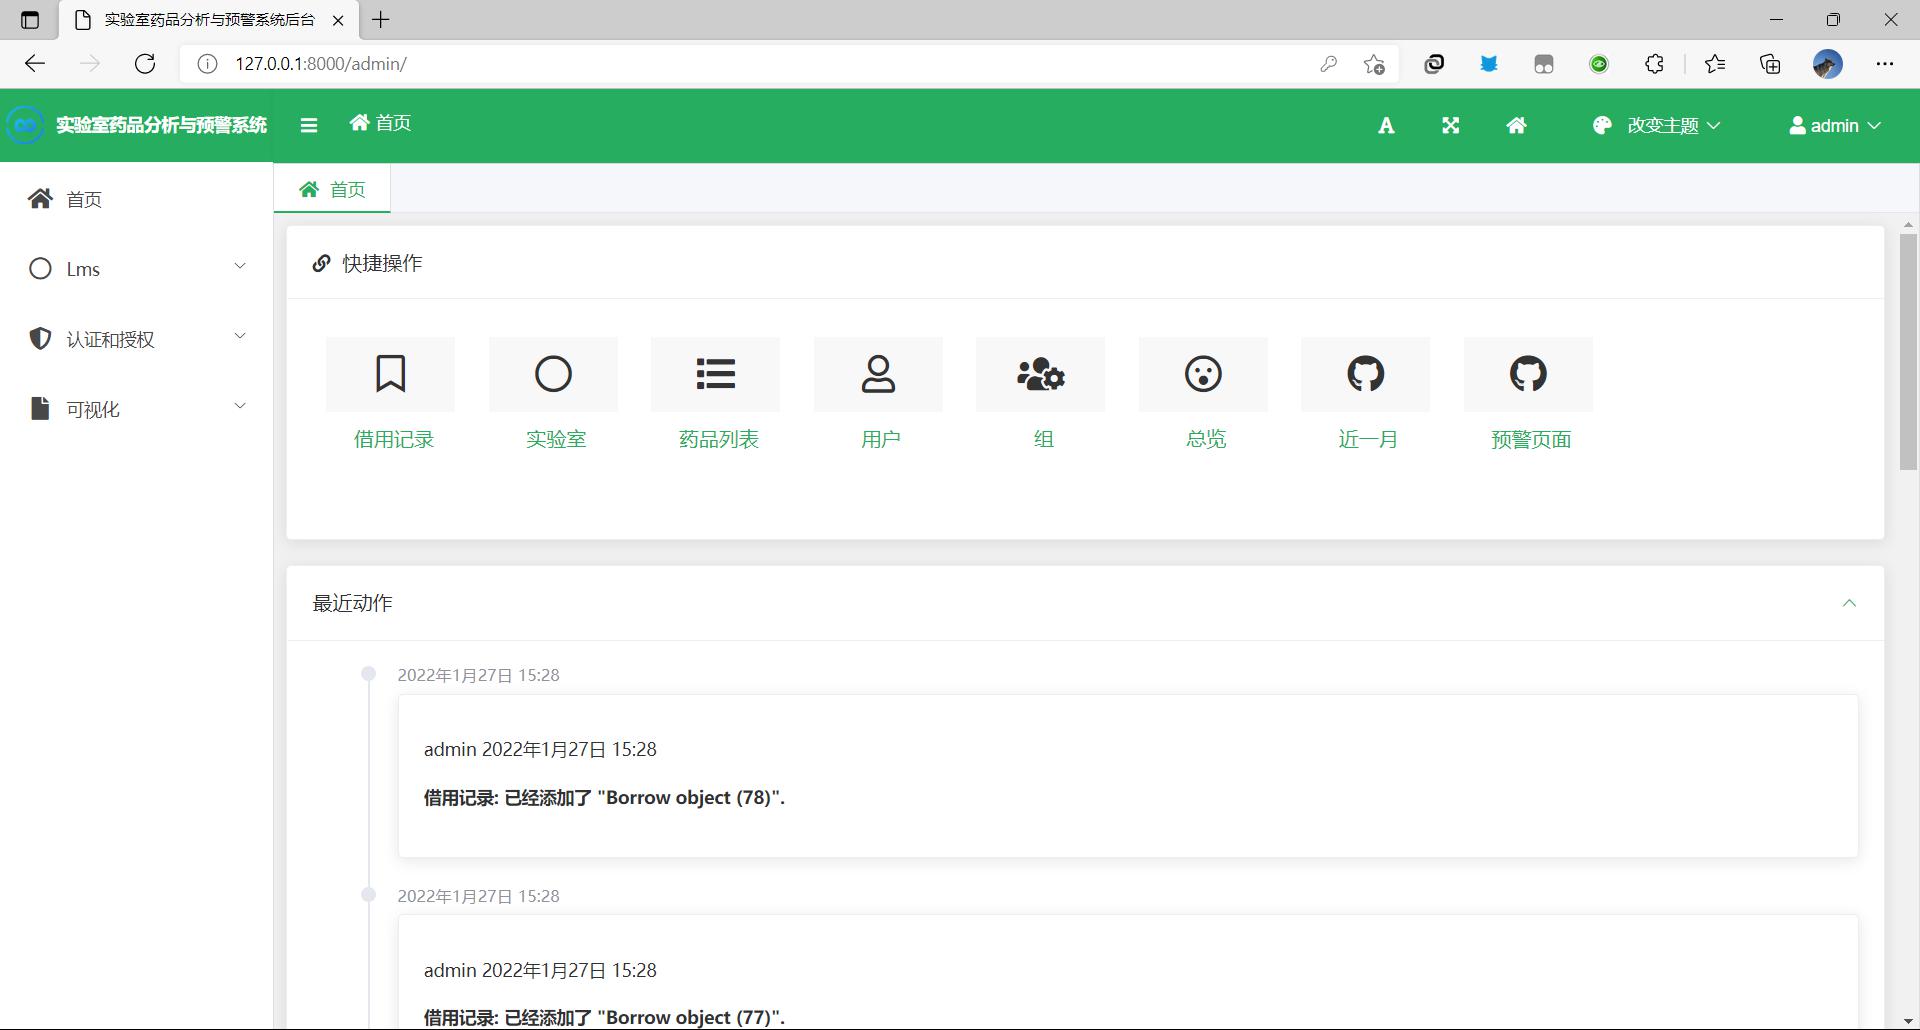 实验室药品分析与预警系统后台
127.0.0.1:8000/admin/
实验室药品分析与预警系统
首页
A
改变主题
admin
首页
Lms
认证和授权
可视化
首页
快捷操作
借用记录
实验室
药品列表
用户
组
总览
近一月
预警页面
最近动作
2022年1月27日 15:28
admin 2022年1月27日 15:28
借用记录: 已经添加了 "Borrow object (78)".
2022年1月27日 15:28
admin 2022年1月27日 15:28
借用记录: 已经添加了 "Borrow object (77)".